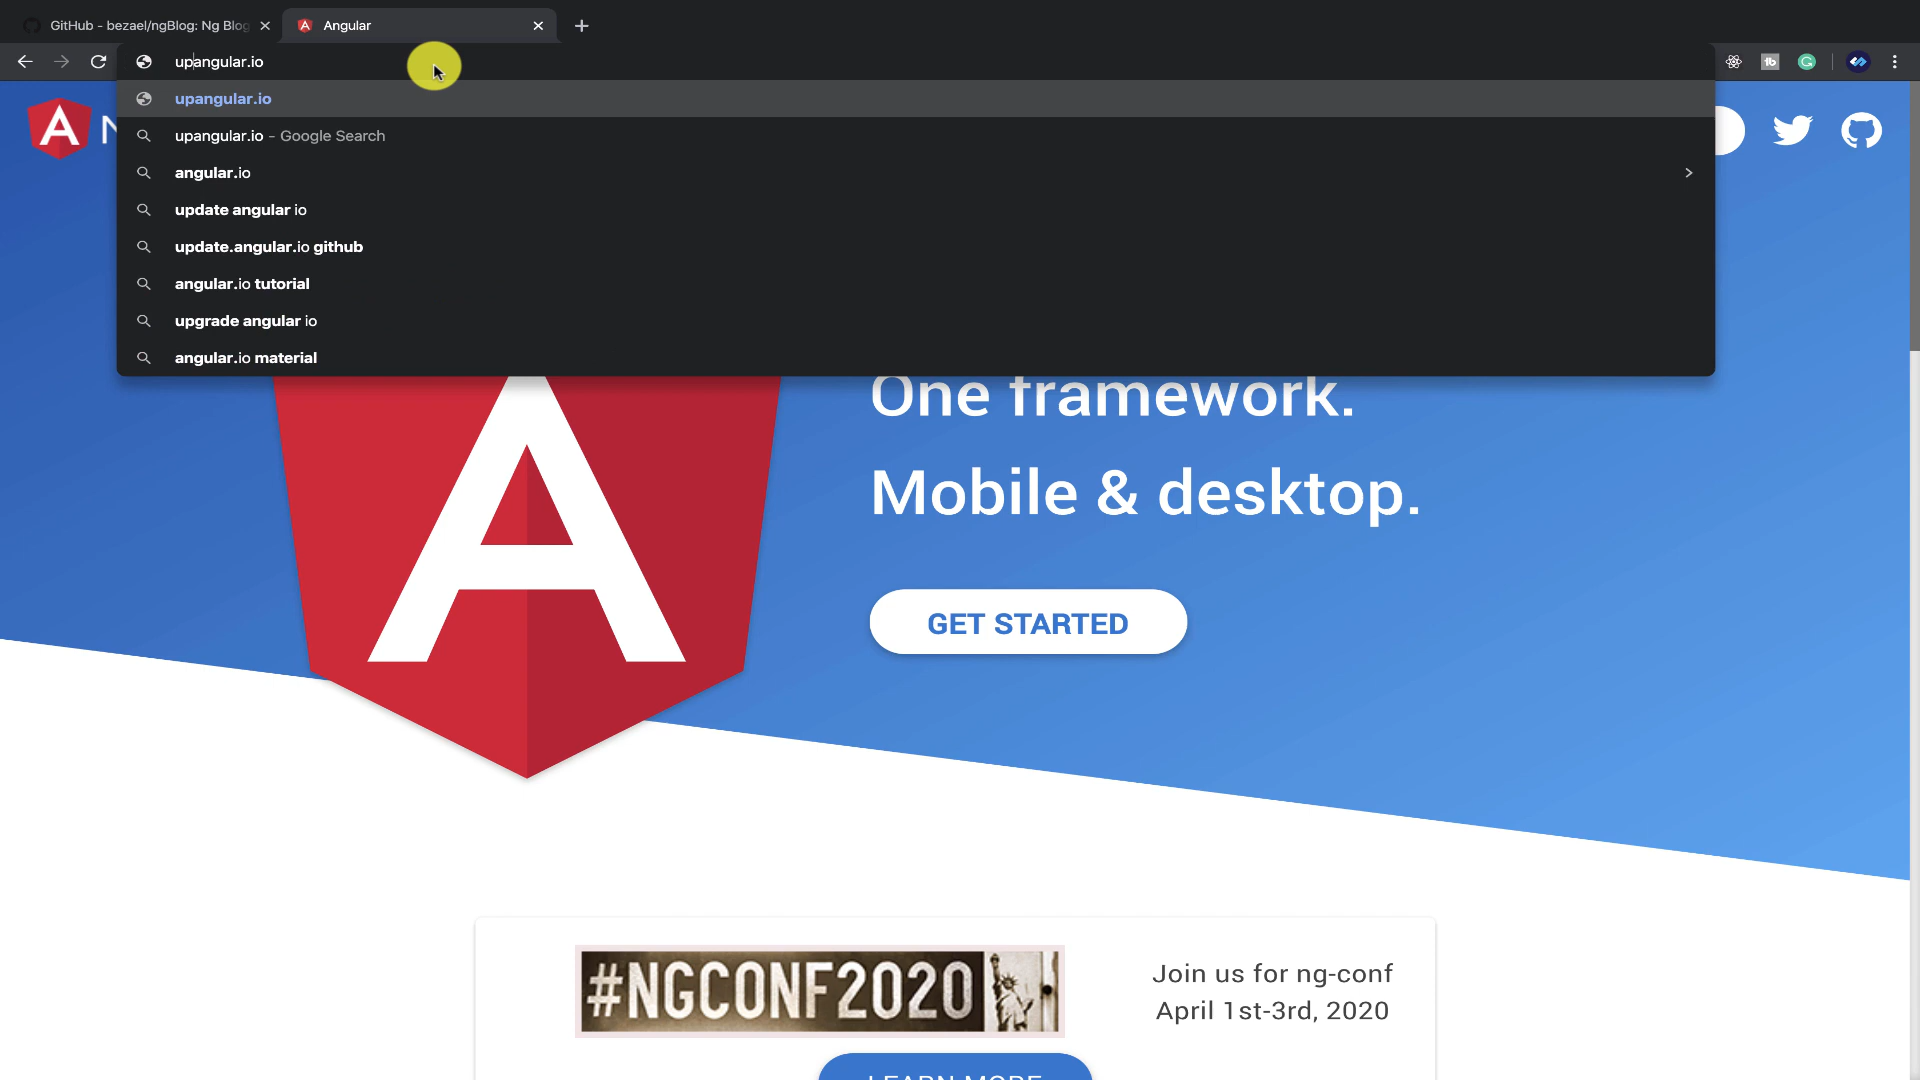 GitHub - bezael/ngBlog: Ng Blog
Angular
upangular.io
upangular.io
upangular.io - Google Search
angular.io
update angular io
update.angular.io github
angular.io tutorial
upgrade angular io
angular.io material
One framework.
Mobile & desktop.
GET STARTED
#NGCONF2020
Join us for ng-conf
April 1st-3rd, 2020
LEARN MORE